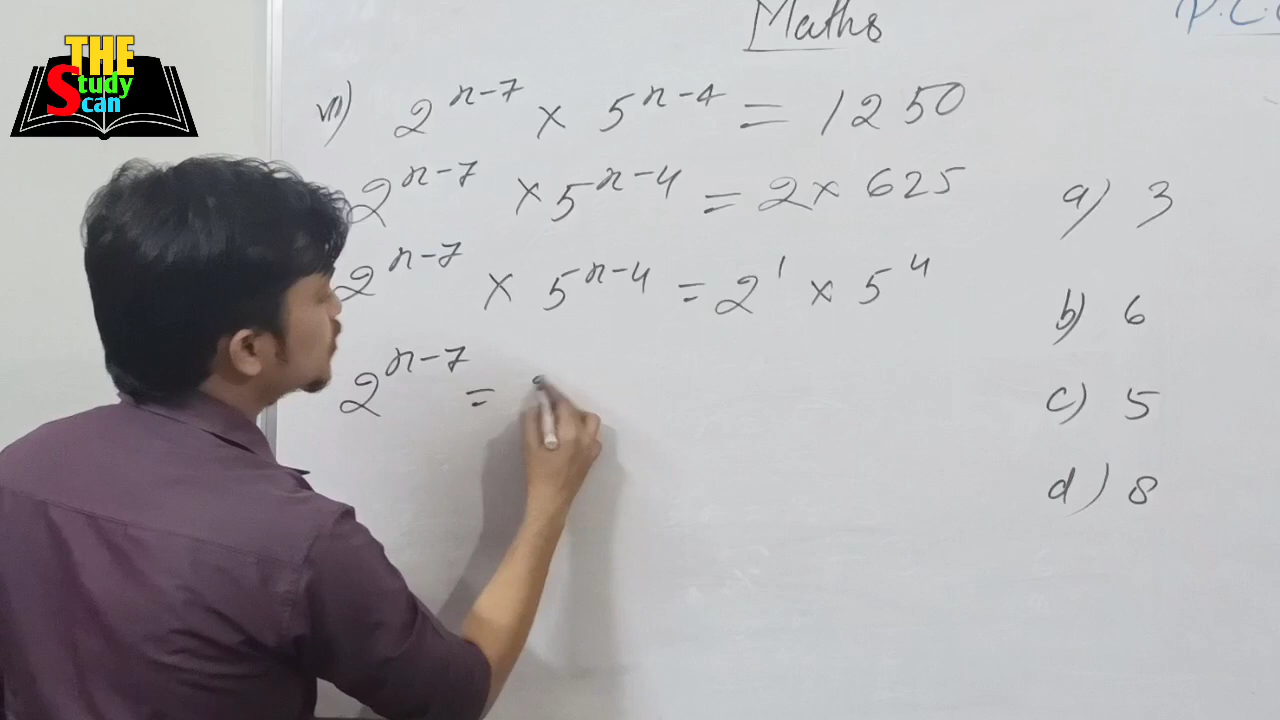 THE
Study
Scan
Maths
P.C.
vii) 2^{n-7} × 5^{n-4} = 1250
2^{n-7} × 5^{n-4} = 2 × 625
2^{n-7} × 5^{n-4} = 2^1 × 5^4
2^{n-7} =
a) 3
b) 6
c) 5
d) 8